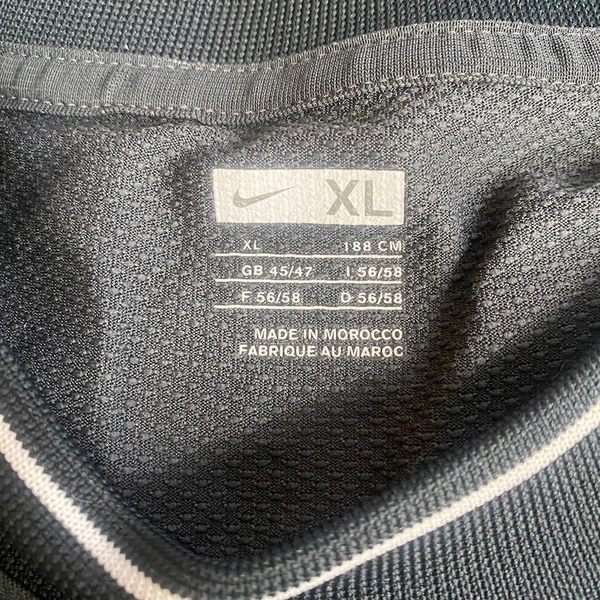 XL
XL 188 CM
GB 45/47 I 56/58
F 56/58 D 56/58
MADE IN MOROCCO
FABRIQUE AU MAROC